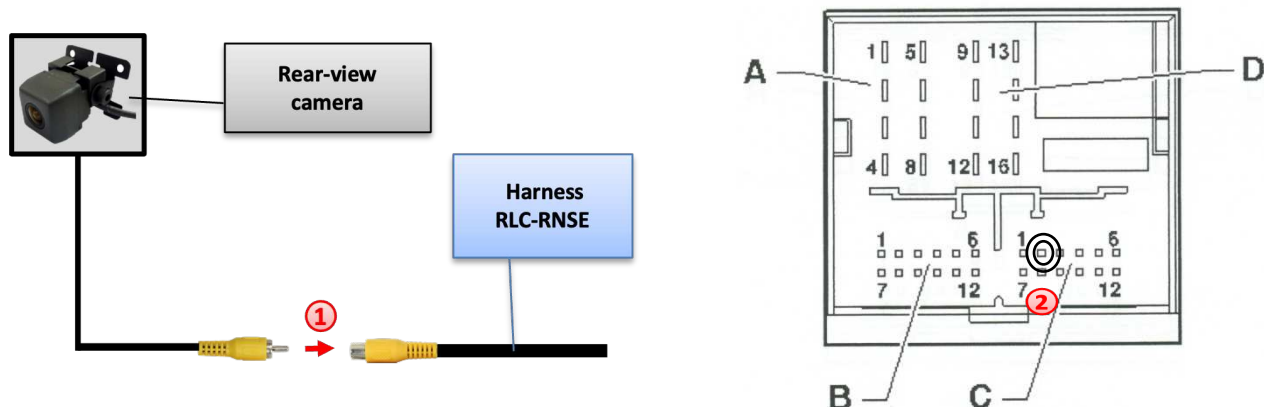 Rear-view
camera
Harness
RLC-RNSE
1
A
D
1 5 9 13
4 8 12 16
1 6 1 6
7 12 7 12
2
B
C